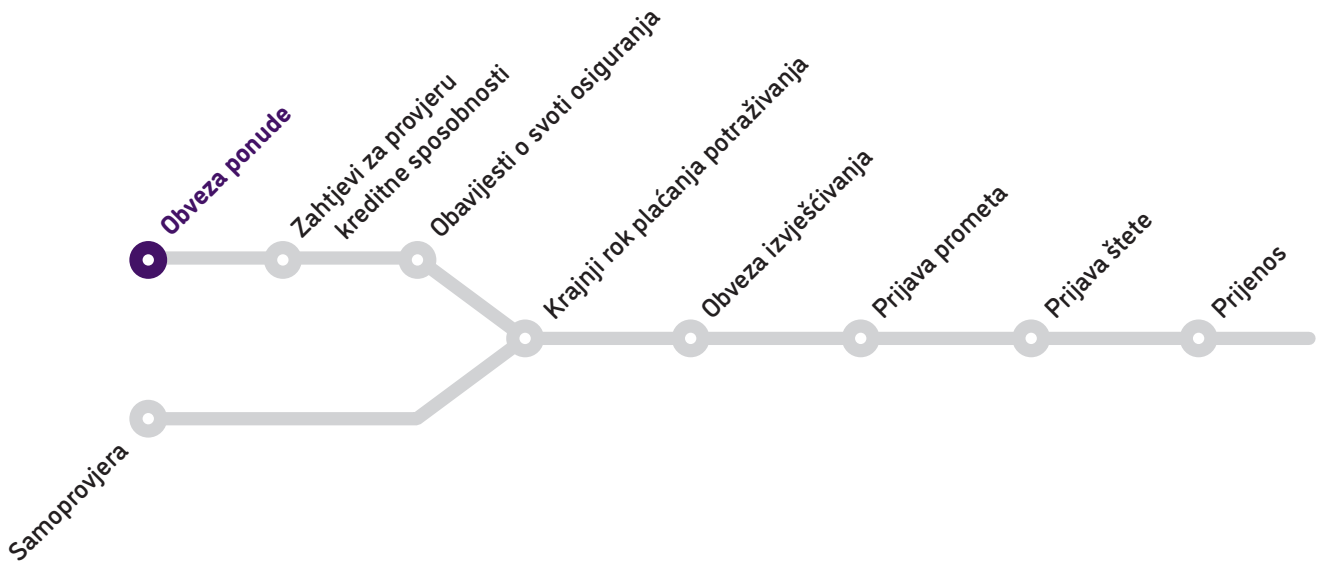 Obveza ponude
Zahtjevi za provjeru
kreditne sposobnosti
Obavijesti o svoti osiguranja
Krajnji rok plaćanja potraživanja
Obveza izvješćivanja
Prijava prometa
Prijava štete
Prijenos
Samoprovjera